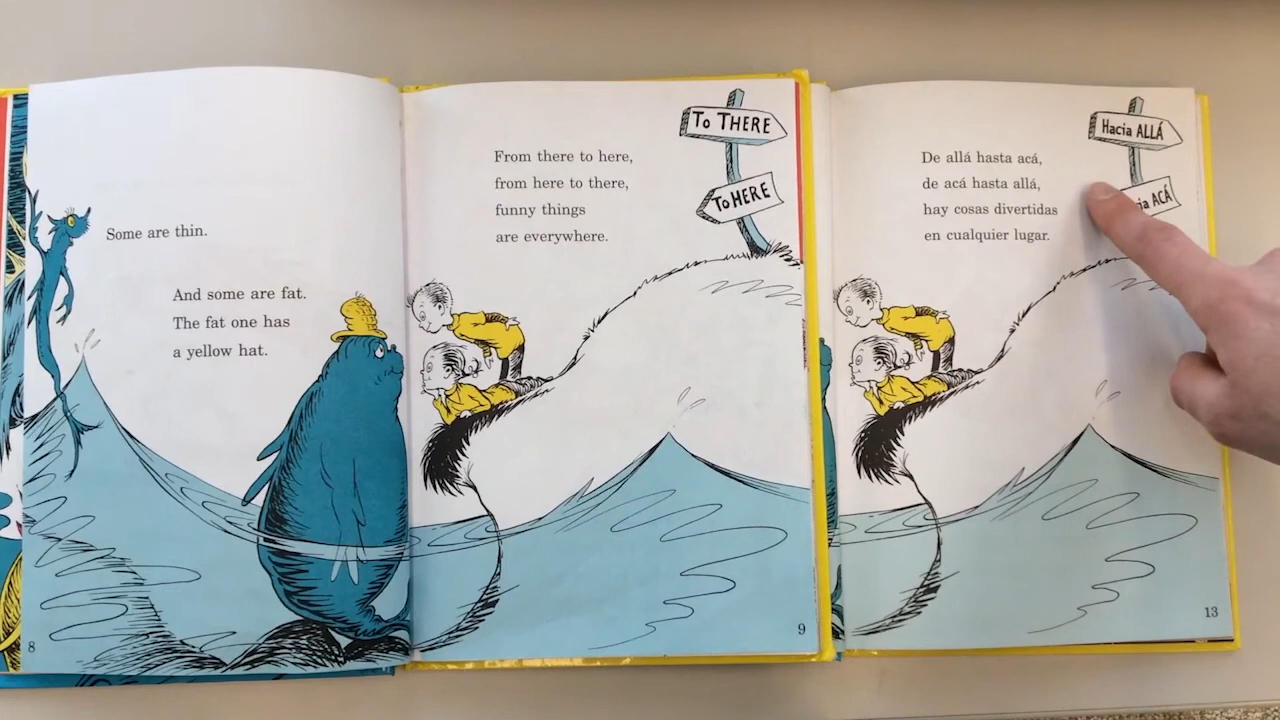 Some are thin.
And some are fat.
The fat one has
a yellow hat.
8
To THERE
To HERE
From there to here,
from here to there,
funny things
are everywhere.
9
Hacia ALLÁ
ACÁ
De allá hasta acá,
de acá hasta allá,
hay cosas divertidas
en cualquier lugar.
13